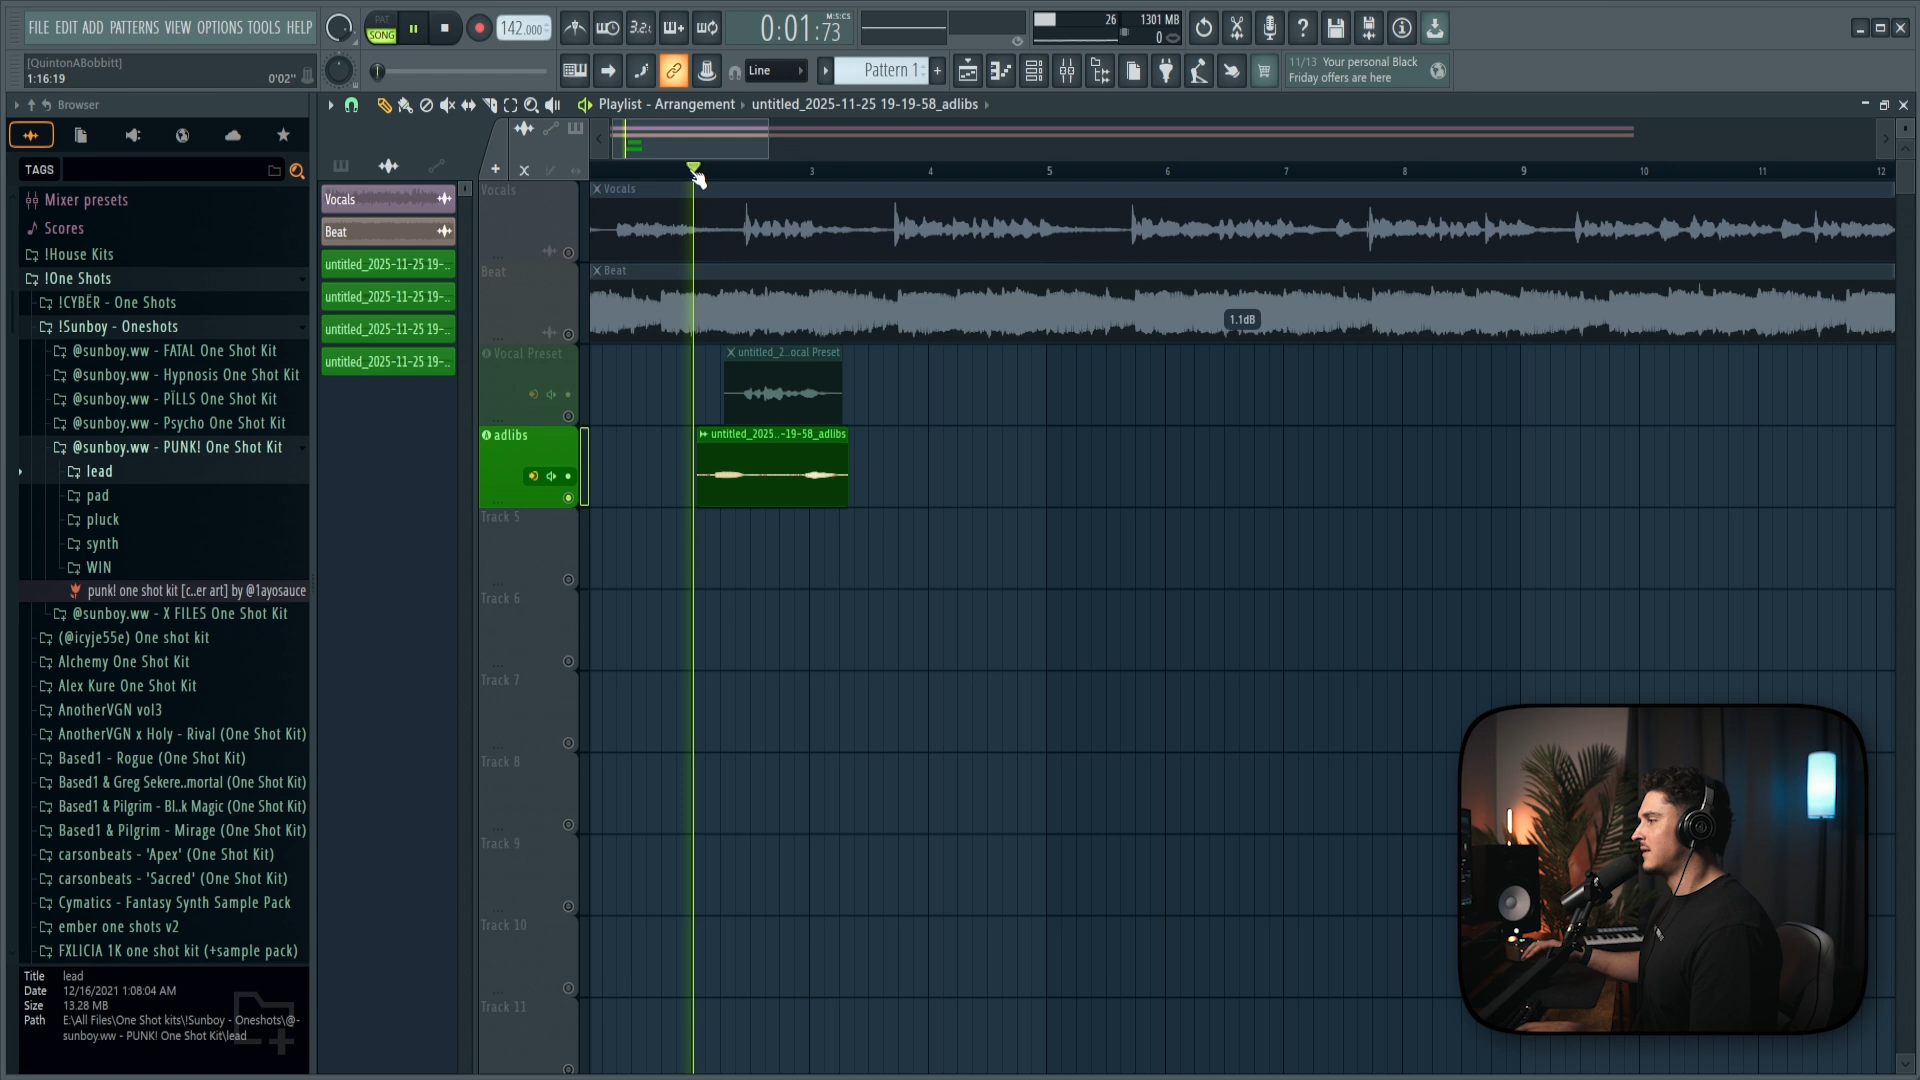 FILE EDIT ADD PATTERNS VIEW OPTIONS TOOLS HELP
PAT
SONG
142.000
3.2.
0:01:73
M:S:CS
26
1301 MB
0
[QuintonABobbitt]
1:16:19
0'02"
Line
Pattern 1
11/13 Your personal Black
Friday offers are here
Browser
Playlist - Arrangement
untitled_2025-11-25 19-19-58_adlibs
TAGS
Mixer presets
Scores
!House Kits
!One Shots
!CYBËR - One Shots
!Sunboy - Oneshots
@sunboy.ww - FATAL One Shot Kit
@sunboy.ww - Hypnosis One Shot Kit
@sunboy.ww - PÏLLS One Shot Kit
@sunboy.ww - Psycho One Shot Kit
@sunboy.ww - PUNK! One Shot Kit
lead
pad
pluck
synth
WIN
punk! one shot kit [c..er art] by @1ayosauce
@sunboy.ww - X FILES One Shot Kit
(@icyje55e) One shot kit
Alchemy One Shot Kit
Alex Kure One Shot Kit
AnotherVGN vol3
AnotherVGN x Holy - Rival (One Shot Kit)
Based1 - Rogue (One Shot Kit)
Based1 & Greg Sekere..mortal (One Shot Kit)
Based1 & Pilgrim - Bl..k Magic (One Shot Kit)
Based1 & Pilgrim - Mirage (One Shot Kit)
carsonbeats - 'Apex' (One Shot Kit)
carsonbeats - 'Sacred' (One Shot Kit)
Cymatics - Fantasy Synth Sample Pack
ember one shots v2
FXLICIA 1K one shot kit (+sample pack)
Title lead
Date 12/16/2021 1:08:04 AM
Size 13.28 MB
Path E:\All Files\One Shot kits\!Sunboy - Oneshots\@-
sunboy.ww - PUNK! One Shot Kit\lead
Vocals
Beat
untitled_2025-11-25 19-..
untitled_2025-11-25 19-..
untitled_2025-11-25 19-..
untitled_2025-11-25 19-..
3
4
5
6
7
8
9
10
11
12
Vocals
Vocals
Beat
Beat
1.1dB
Vocal Preset
untitled_2..ocal Preset
adlibs
untitled_2025..-19-58_adlibs
Track 5
Track 6
Track 7
Track 8
Track 9
Track 10
Track 11